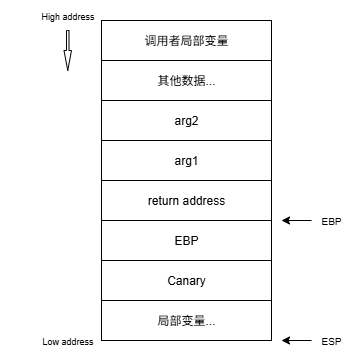 High address
调用者局部变量
其他数据...
arg2
arg1
return address
EBP
EBP
Canary
局部变量...
Low address
ESP